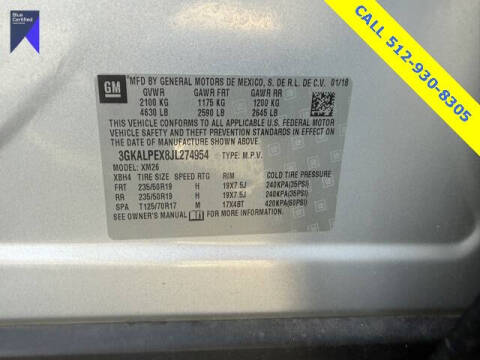 Blue
Certified
CALL 512-930-8305
GM
MFD BY GENERAL MOTORS DE MEXICO, S. DE R.L. DE C.V. 01/18
GVWR GAWR FRT GAWR RR
2100 KG 1175 KG 1200 KG
4630 LB 2590 LB 2645 LB
THIS VEHICLE CONFORMS TO ALL APPLICABLE U.S. FEDERAL MOTOR
VEHICLE SAFETY, BUMPER, AND THEFT PREVENTION
STANDARDS IN EFFECT ON THE DATE OF
MANUFACTURE SHOWN ABOVE.
3GKALPEX8JL274954 TYPE: M.P.V.
MODEL: XM26
XBH4 TIRE SIZE SPEED RTG RIM COLD TIRE PRESSURE
FRT 235/50R19 H 19X7.5J 240KPA(35PSI)
RR 235/50R19 H 19X7.5J 240KPA(35PSI)
SPA T125/70R17 M 17X4BT 420KPA(60PSI)
SEE OWNER'S MANUAL FOR MORE INFORMATION